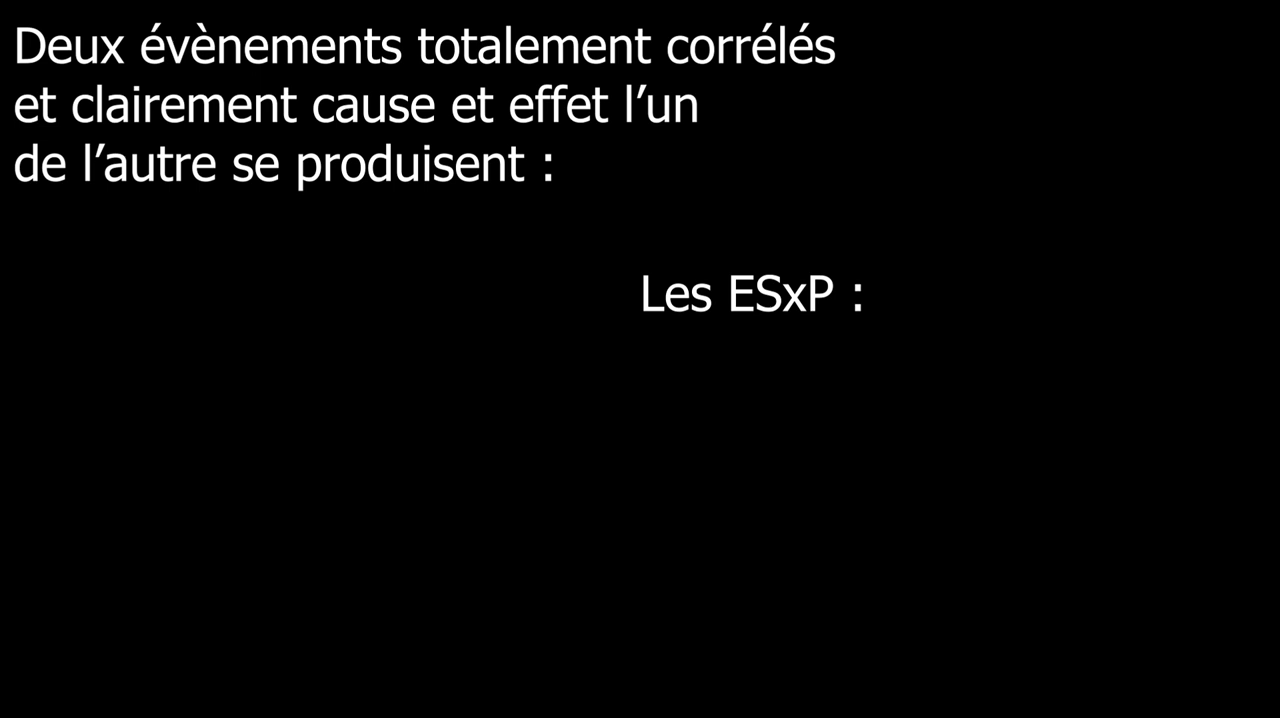 Deux évènements totalement corrélés
et clairement cause et effet l’un
de l’autre se produisent :
Les ESxP :